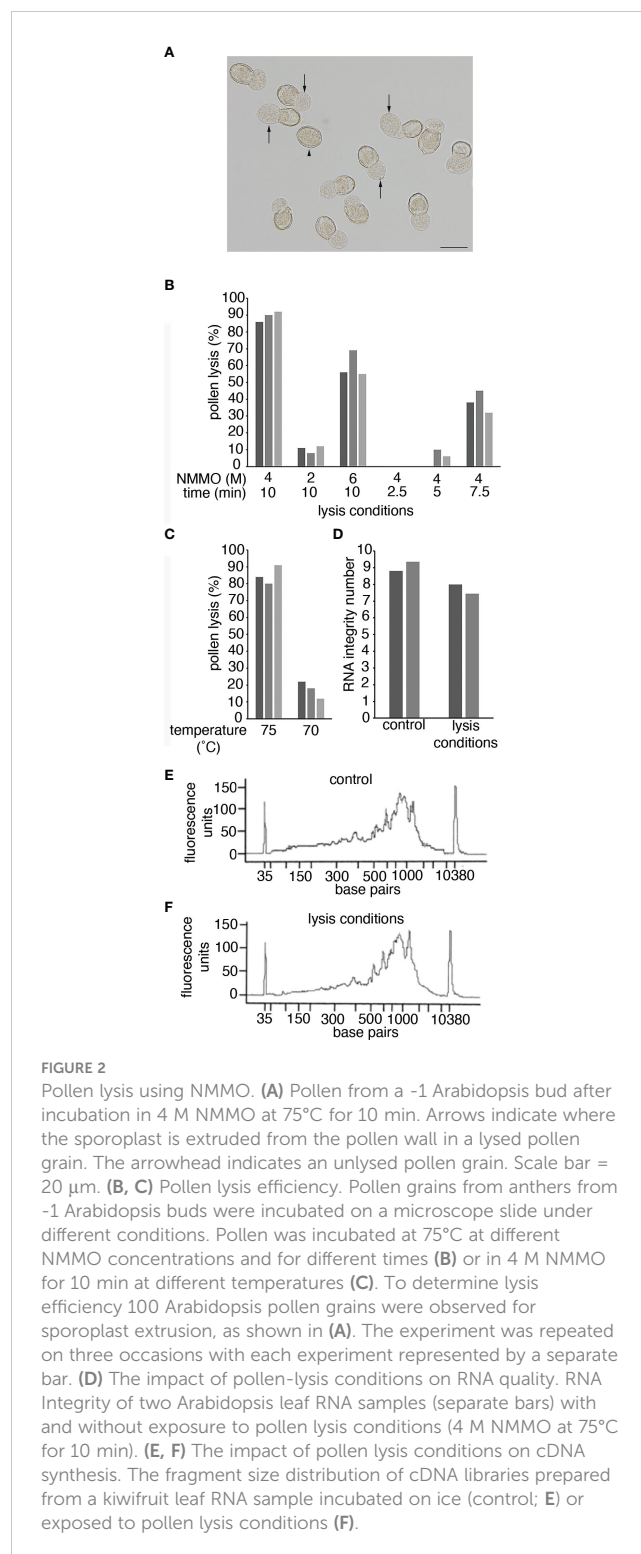 A
B
100
90
80
70
60
50
40
30
20
10
0
pollen lysis (%)
NMMO (M) 4 2 6 4 4 4
time (min) 10 10 10 2.5 5 7.5
lysis conditions
C
100
90
80
70
60
50
40
30
20
10
0
pollen lysis (%)
temperature 75 70
(˚C)
D
10
9
8
7
6
5
4
3
2
1
0
RNA integrity number
control lysis
conditions
E
control
fluorescence
units
150
100
50
0
35 150 300 500 1000 10380
base pairs
F
lysis conditions
fluorescence
units
150
100
50
0
35 150 300 500 1000 10380
base pairs
FIGURE 2
Pollen lysis using NMMO. (A) Pollen from a -1 Arabidopsis bud after
incubation in 4 M NMMO at 75°C for 10 min. Arrows indicate where
the sporoplast is extruded from the pollen wall in a lysed pollen
grain. The arrowhead indicates an unlysed pollen grain. Scale bar =
20 μm. (B, C) Pollen lysis efficiency. Pollen grains from anthers from
-1 Arabidopsis buds were incubated on a microscope slide under
different conditions. Pollen was incubated at 75°C at different
NMMO concentrations and for different times (B) or in 4 M NMMO
for 10 min at different temperatures (C). To determine lysis
efficiency 100 Arabidopsis pollen grains were observed for
sporoplast extrusion, as shown in (A). The experiment was repeated
on three occasions with each experiment represented by a separate
bar. (D) The impact of pollen-lysis conditions on RNA quality. RNA
Integrity of two Arabidopsis leaf RNA samples (separate bars) with
and without exposure to pollen lysis conditions (4 M NMMO at 75°C
for 10 min). (E, F) The impact of pollen lysis conditions on cDNA
synthesis. The fragment size distribution of cDNA libraries prepared
from a kiwifruit leaf RNA sample incubated on ice (control; E) or
exposed to pollen lysis conditions (F).